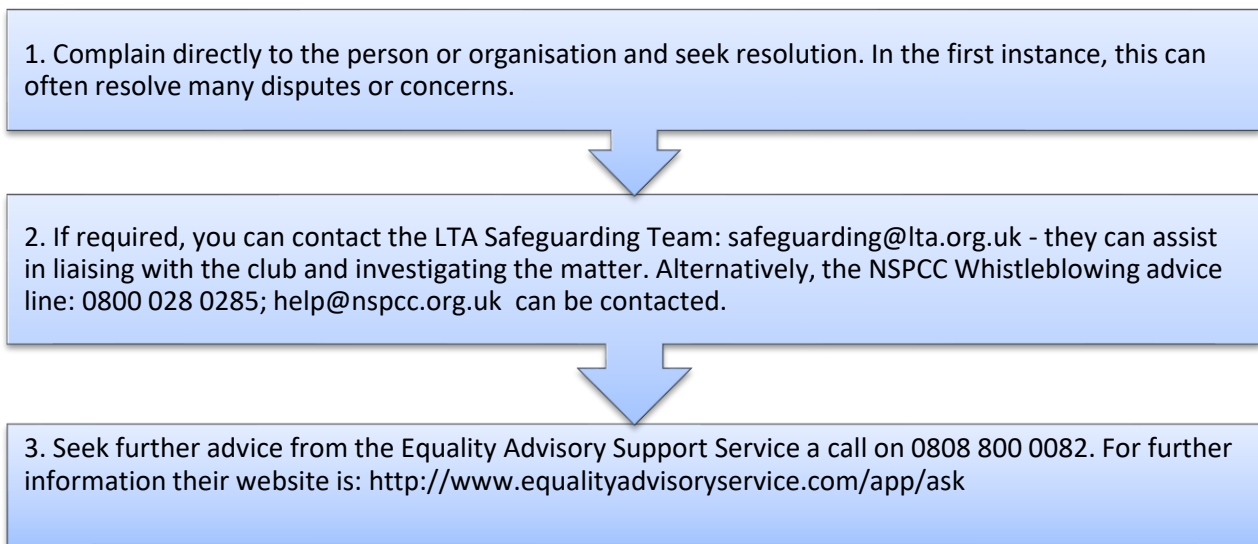 1. Complain directly to the person or organisation and seek resolution. In the first instance, this can
often resolve many disputes or concerns.
2. If required, you can contact the LTA Safeguarding Team: safeguarding@lta.org.uk - they can assist
in liaising with the club and investigating the matter. Alternatively, the NSPCC Whistleblowing advice
line: 0800 028 0285; help@nspcc.org.uk  can be contacted.
3. Seek further advice from the Equality Advisory Support Service a call on 0808 800 0082. For further
information their website is: http://www.equalityadvisoryservice.com/app/ask